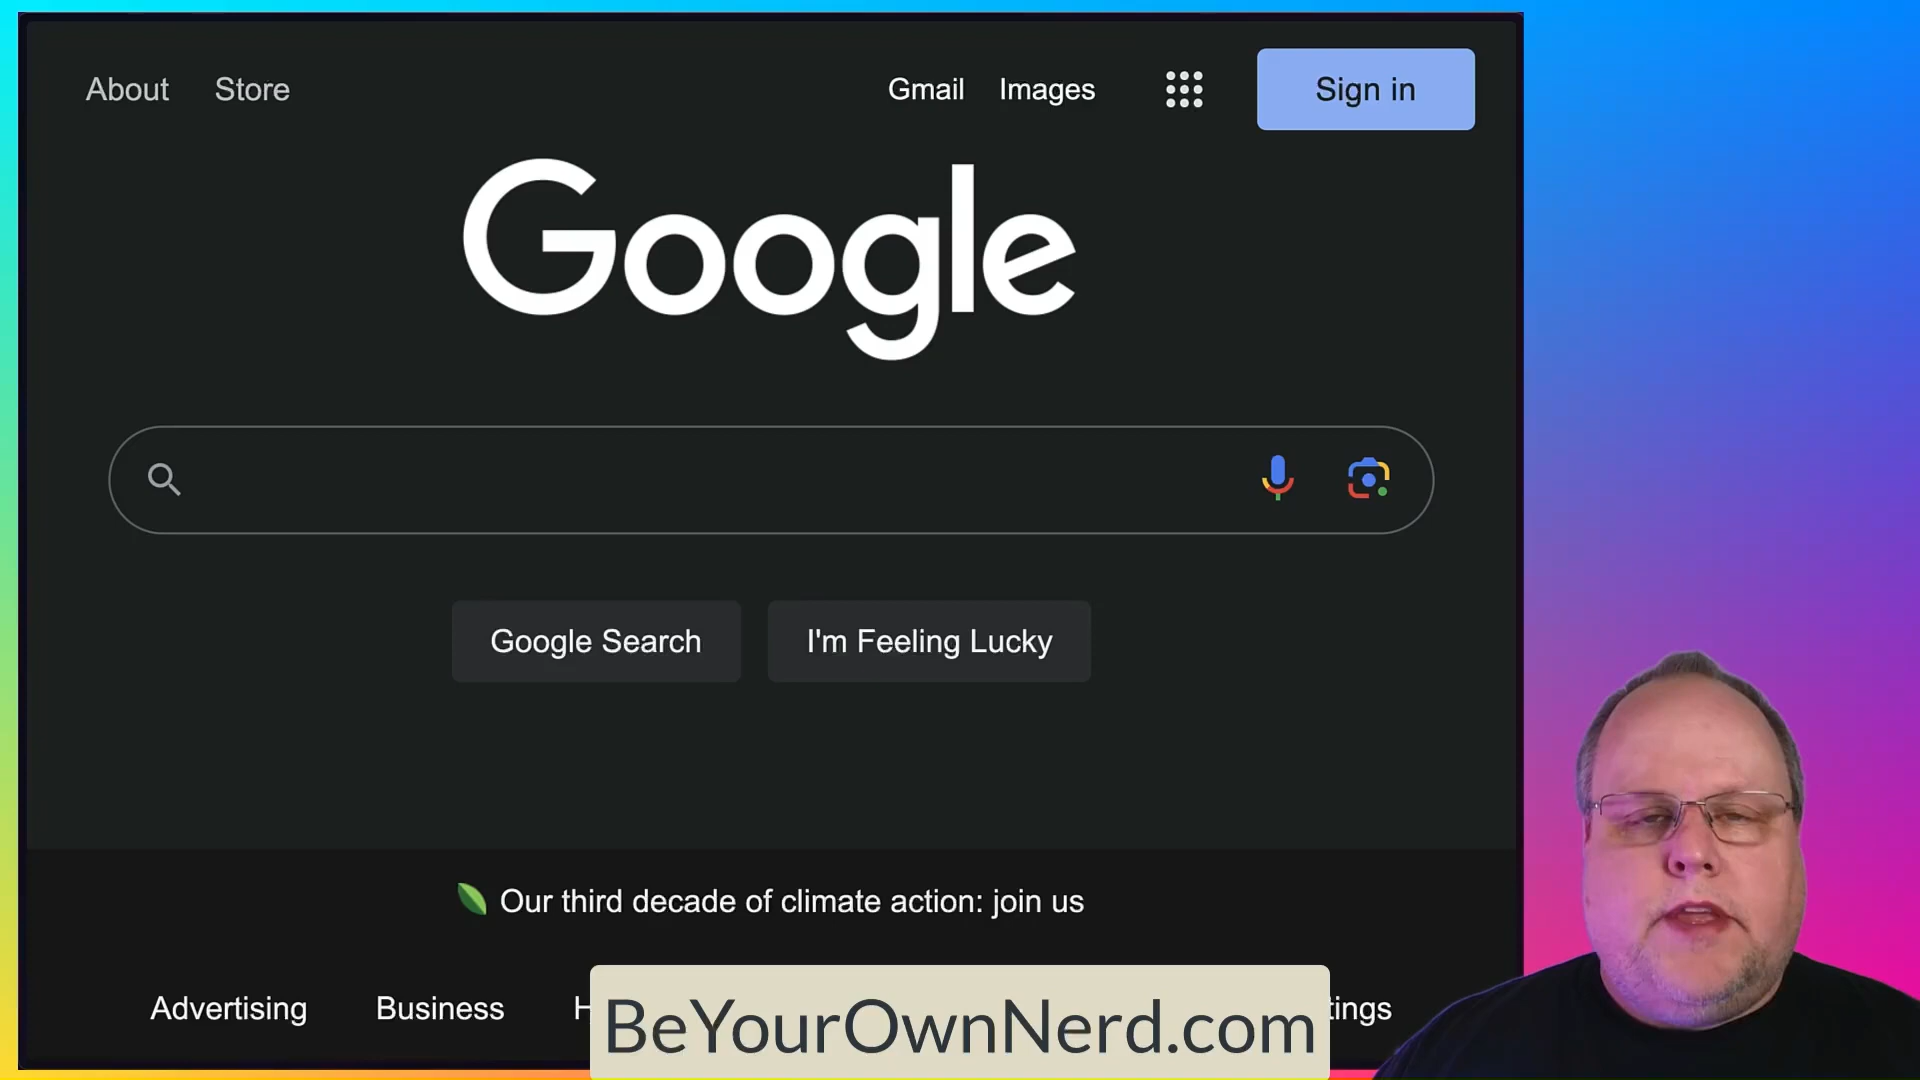 About Store Gmail Images Sign in
Google
Google Search I'm Feeling Lucky
Our third decade of climate action: join us
Advertising Business H tings
BeYourOwnNerd.com